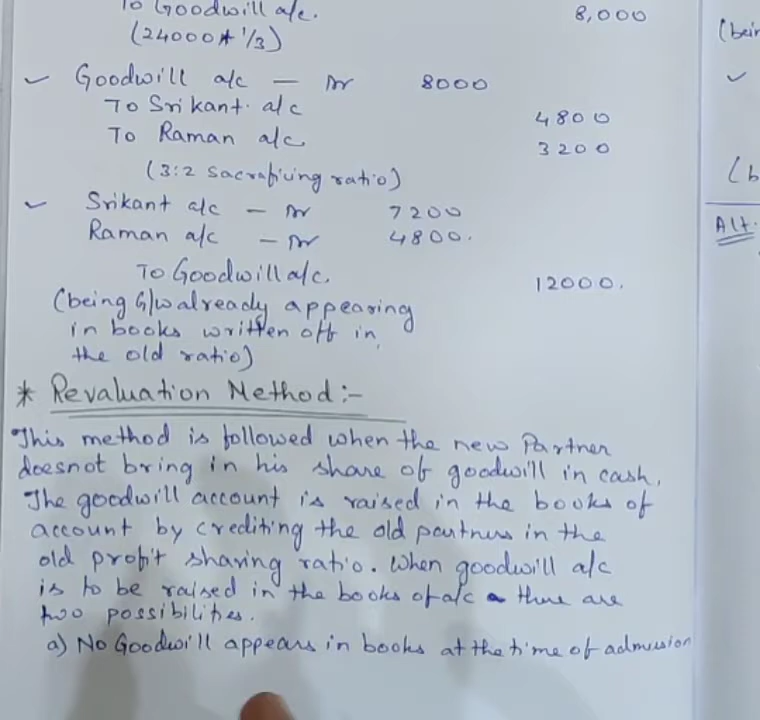 To Goodwill a/c. 8,000
(24000 * 1/3)
Goodwill a/c — Dr 8000
To Srikant. a/c 4800
To Raman a/c. 3200
(3:2 sacraficing ratio)
Srikant a/c — Dr 7200
Raman a/c — Dr 4800.
To Goodwill a/c. 12000.
(being G/w already appearing
in books written off in
the old ratio)
* Revaluation Method:-
This method is followed when the new Partner
doesnot bring in his share of goodwill in cash.
The goodwill account is raised in the books of
account by crediting the old partners in the
old profit sharing ratio. When goodwill a/c
is to be raised in the books of a/c there are
two possibilities.
a) No Goodwill appears in books at the time of admission
(bein
(b
Alt.